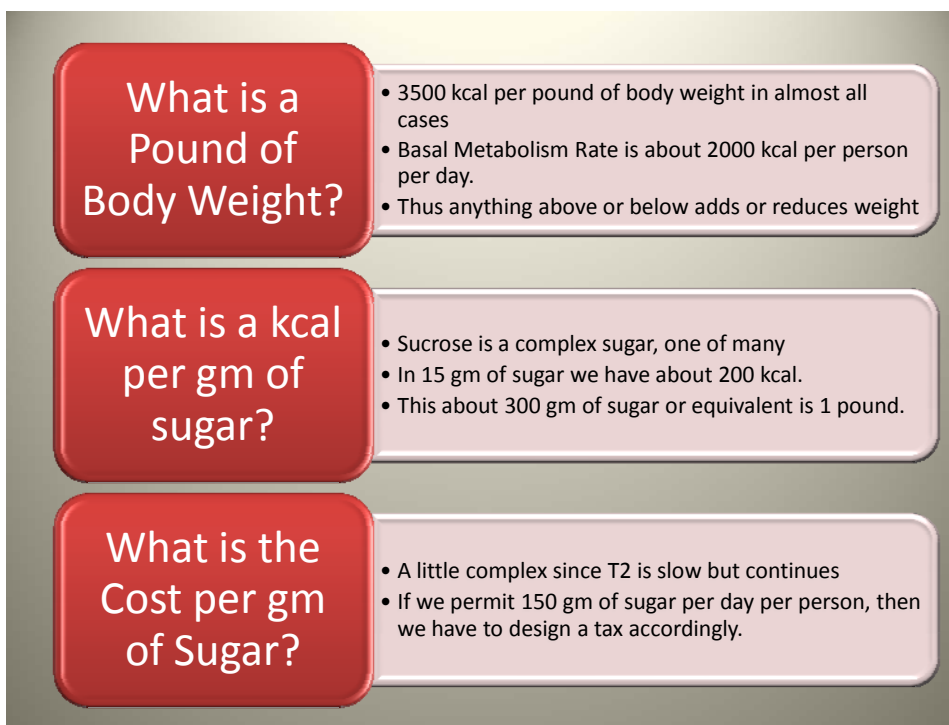 What is a
Pound of
Body Weight?
• 3500 kcal per pound of body weight in almost all
cases
• Basal Metabolism Rate is about 2000 kcal per person
per day.
• Thus anything above or below adds or reduces weight
What is a kcal
per gm of
sugar?
• Sucrose is a complex sugar, one of many
• In 15 gm of sugar we have about 200 kcal.
• This about 300 gm of sugar or equivalent is 1 pound.
What is the
Cost per gm
of Sugar?
• A little complex since T2 is slow but continues
• If we permit 150 gm of sugar per day per person, then
we have to design a tax accordingly.